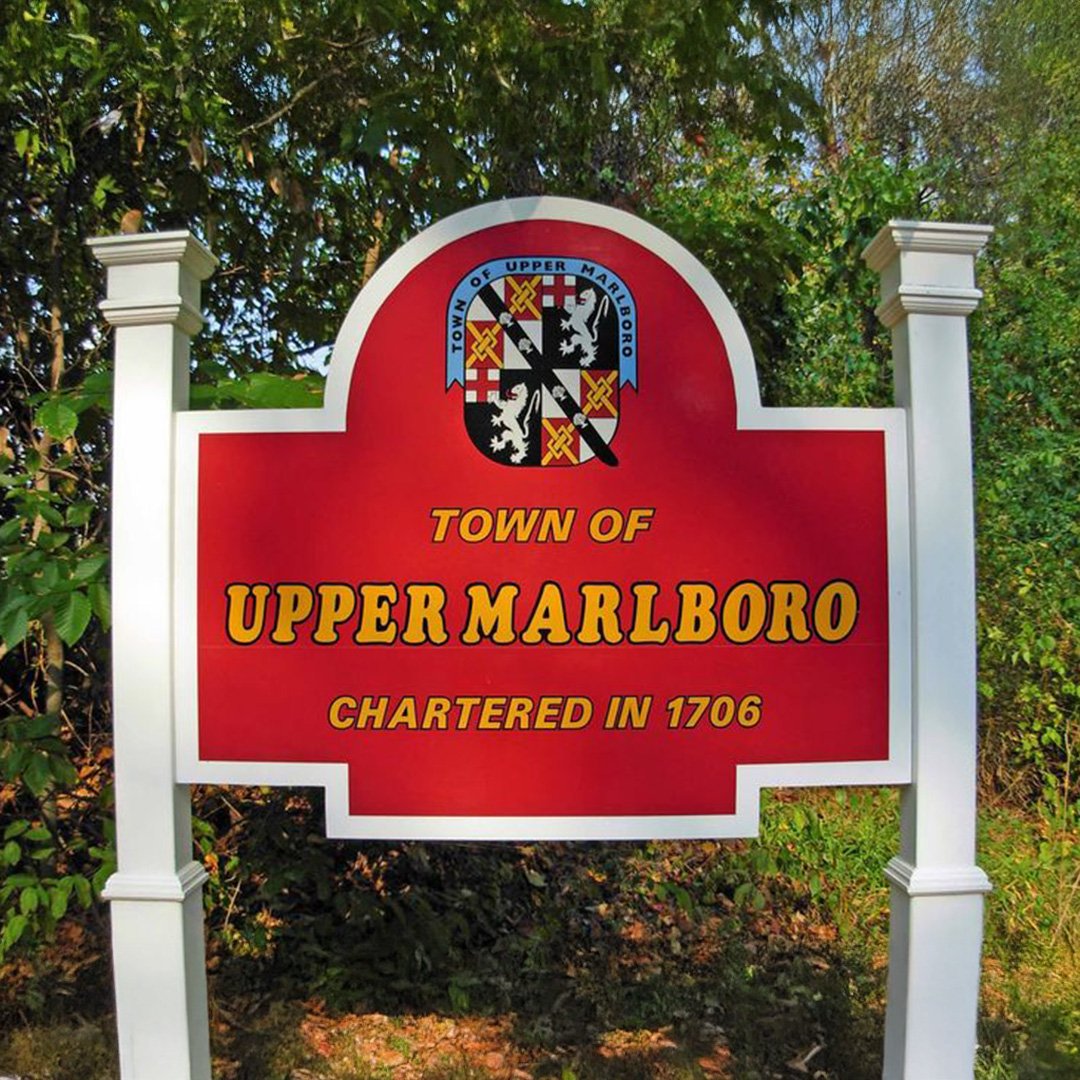 TOWN OF UPPER MARLBORO
TOWN OF
UPPER MARLBORO
CHARTERED IN 1706